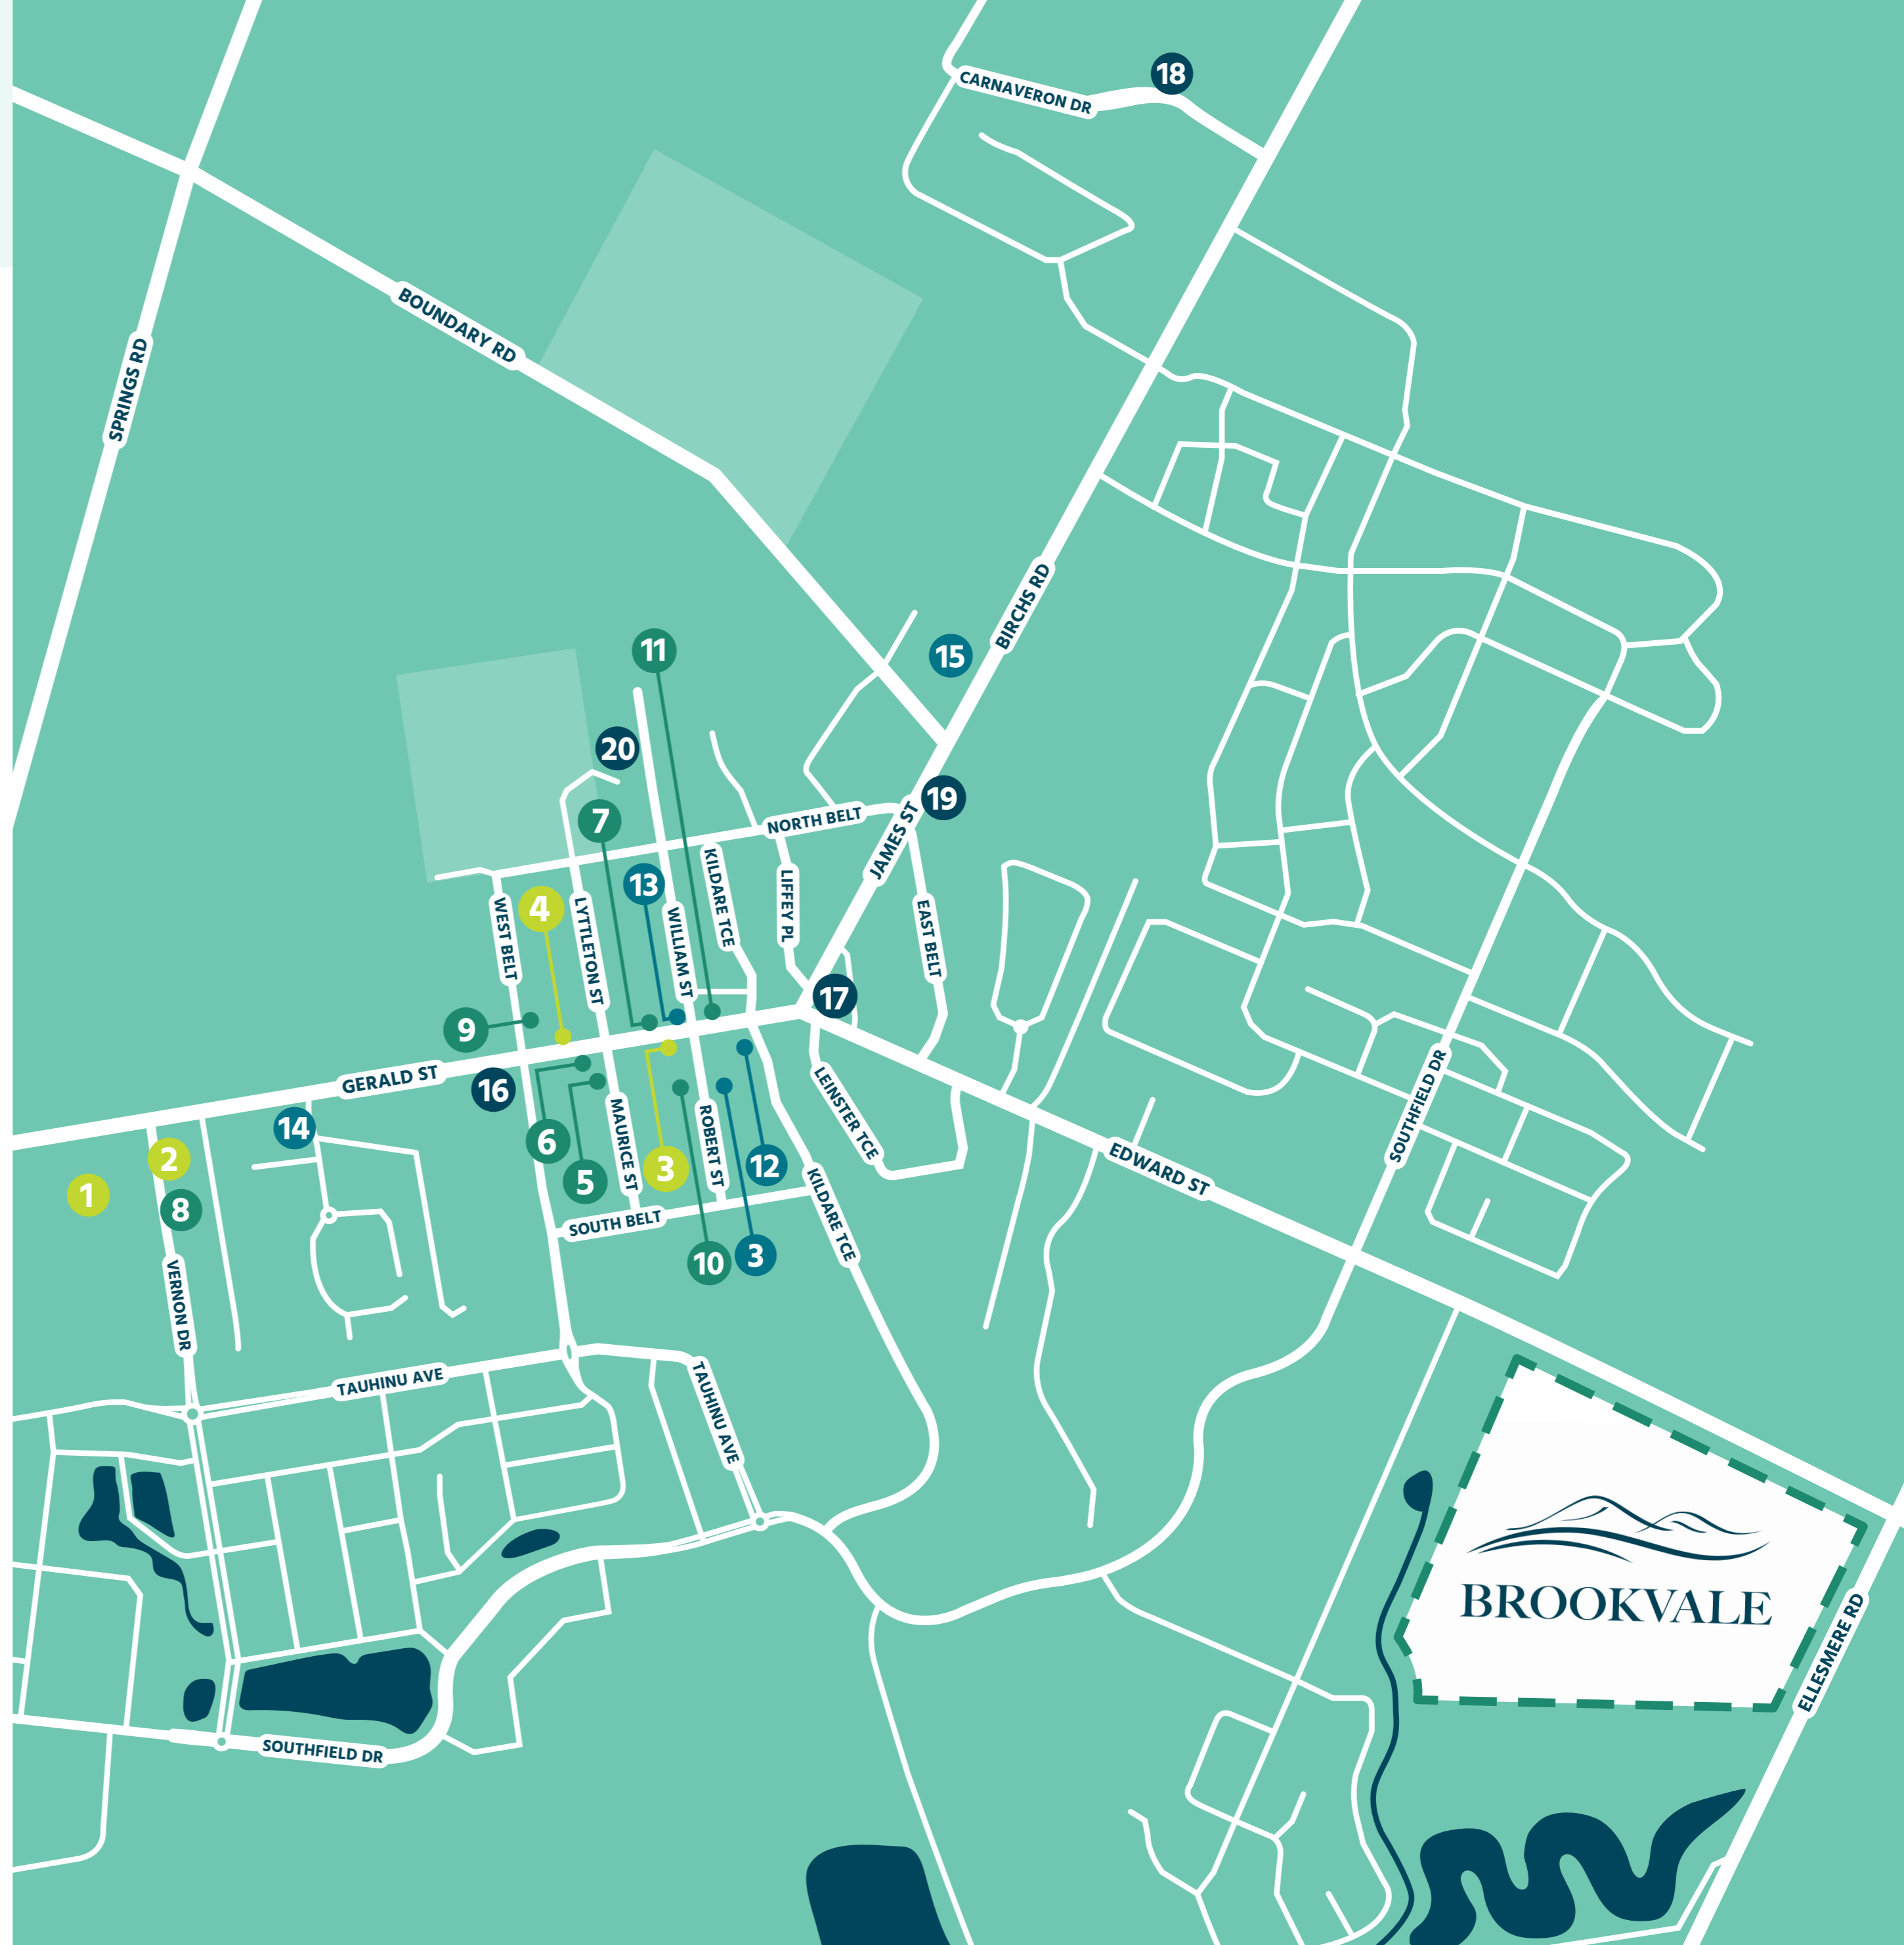 18
CARNAVERON DR
BOUNDARY RD
SPRINGS RD
BIRCHS RD
11
15
20
19
7
NORTH BELT
JAMES ST
13
KILDARE TCE
LIFFEY PL
4
WEST BELT
LYTTLETON ST
WILLIAM ST
EAST BELT
17
9
GERALD ST
16
14
LEINSTER TCE
SOUTHFIELD DR
6
MAURICE ST
ROBERT ST
2
1
8
5
3
12
EDWARD ST
SOUTH BELT
KILDARE TCE
10
3
VERNON DR
TAUHINU AVE
TAUHINU AVE
BROOKVALE
ELLESMERE RD
SOUTHFIELD DR